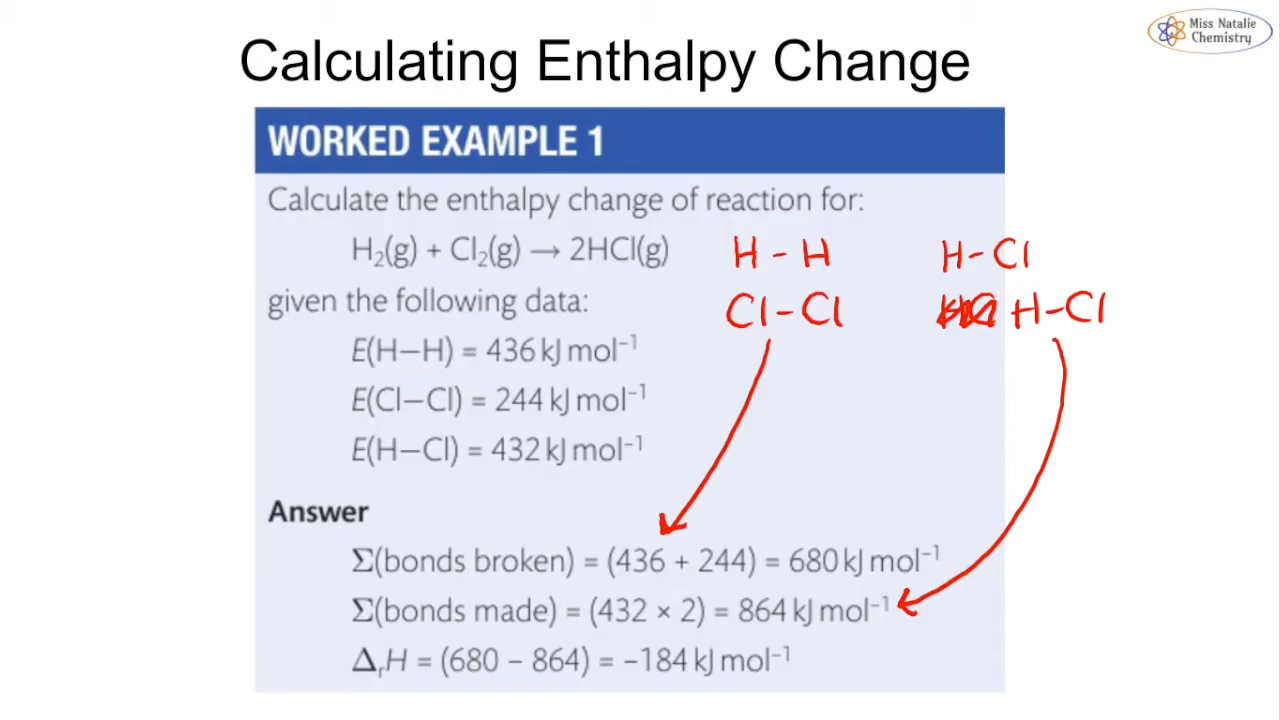 Calculating Enthalpy Change
Miss Natalie
Chemistry
WORKED EXAMPLE 1
Calculate the enthalpy change of reaction for:
H₂(g) + Cl₂(g) → 2HCl(g)
H - H
H-Cl
given the following data:
Cl-Cl
H-Cl
E(H—H) = 436 kJ mol⁻¹
E(Cl—Cl) = 244 kJ mol⁻¹
E(H—Cl) = 432 kJ mol⁻¹
Answer
Σ(bonds broken) = (436 + 244) = 680 kJ mol⁻¹
Σ(bonds made) = (432 × 2) = 864 kJ mol⁻¹
ΔᵣH = (680 − 864) = −184 kJ mol⁻¹